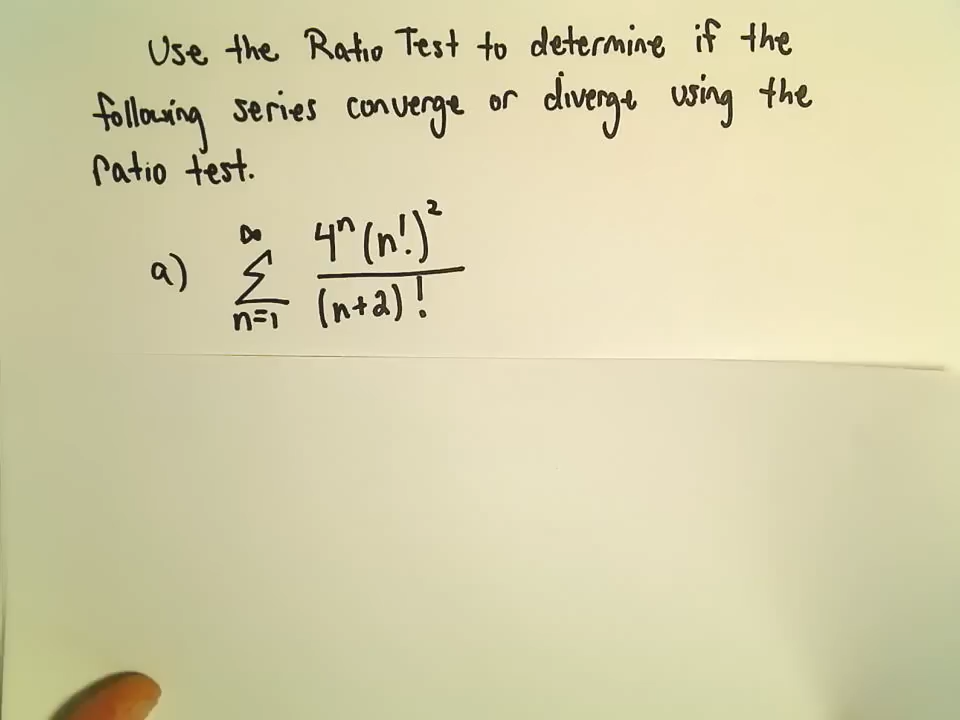 Use the Ratio Test to determine if the
following series converge or diverge using the
ratio test.
a) ∞ ∑ n=1 4ⁿ(n!)² / (n+2)!